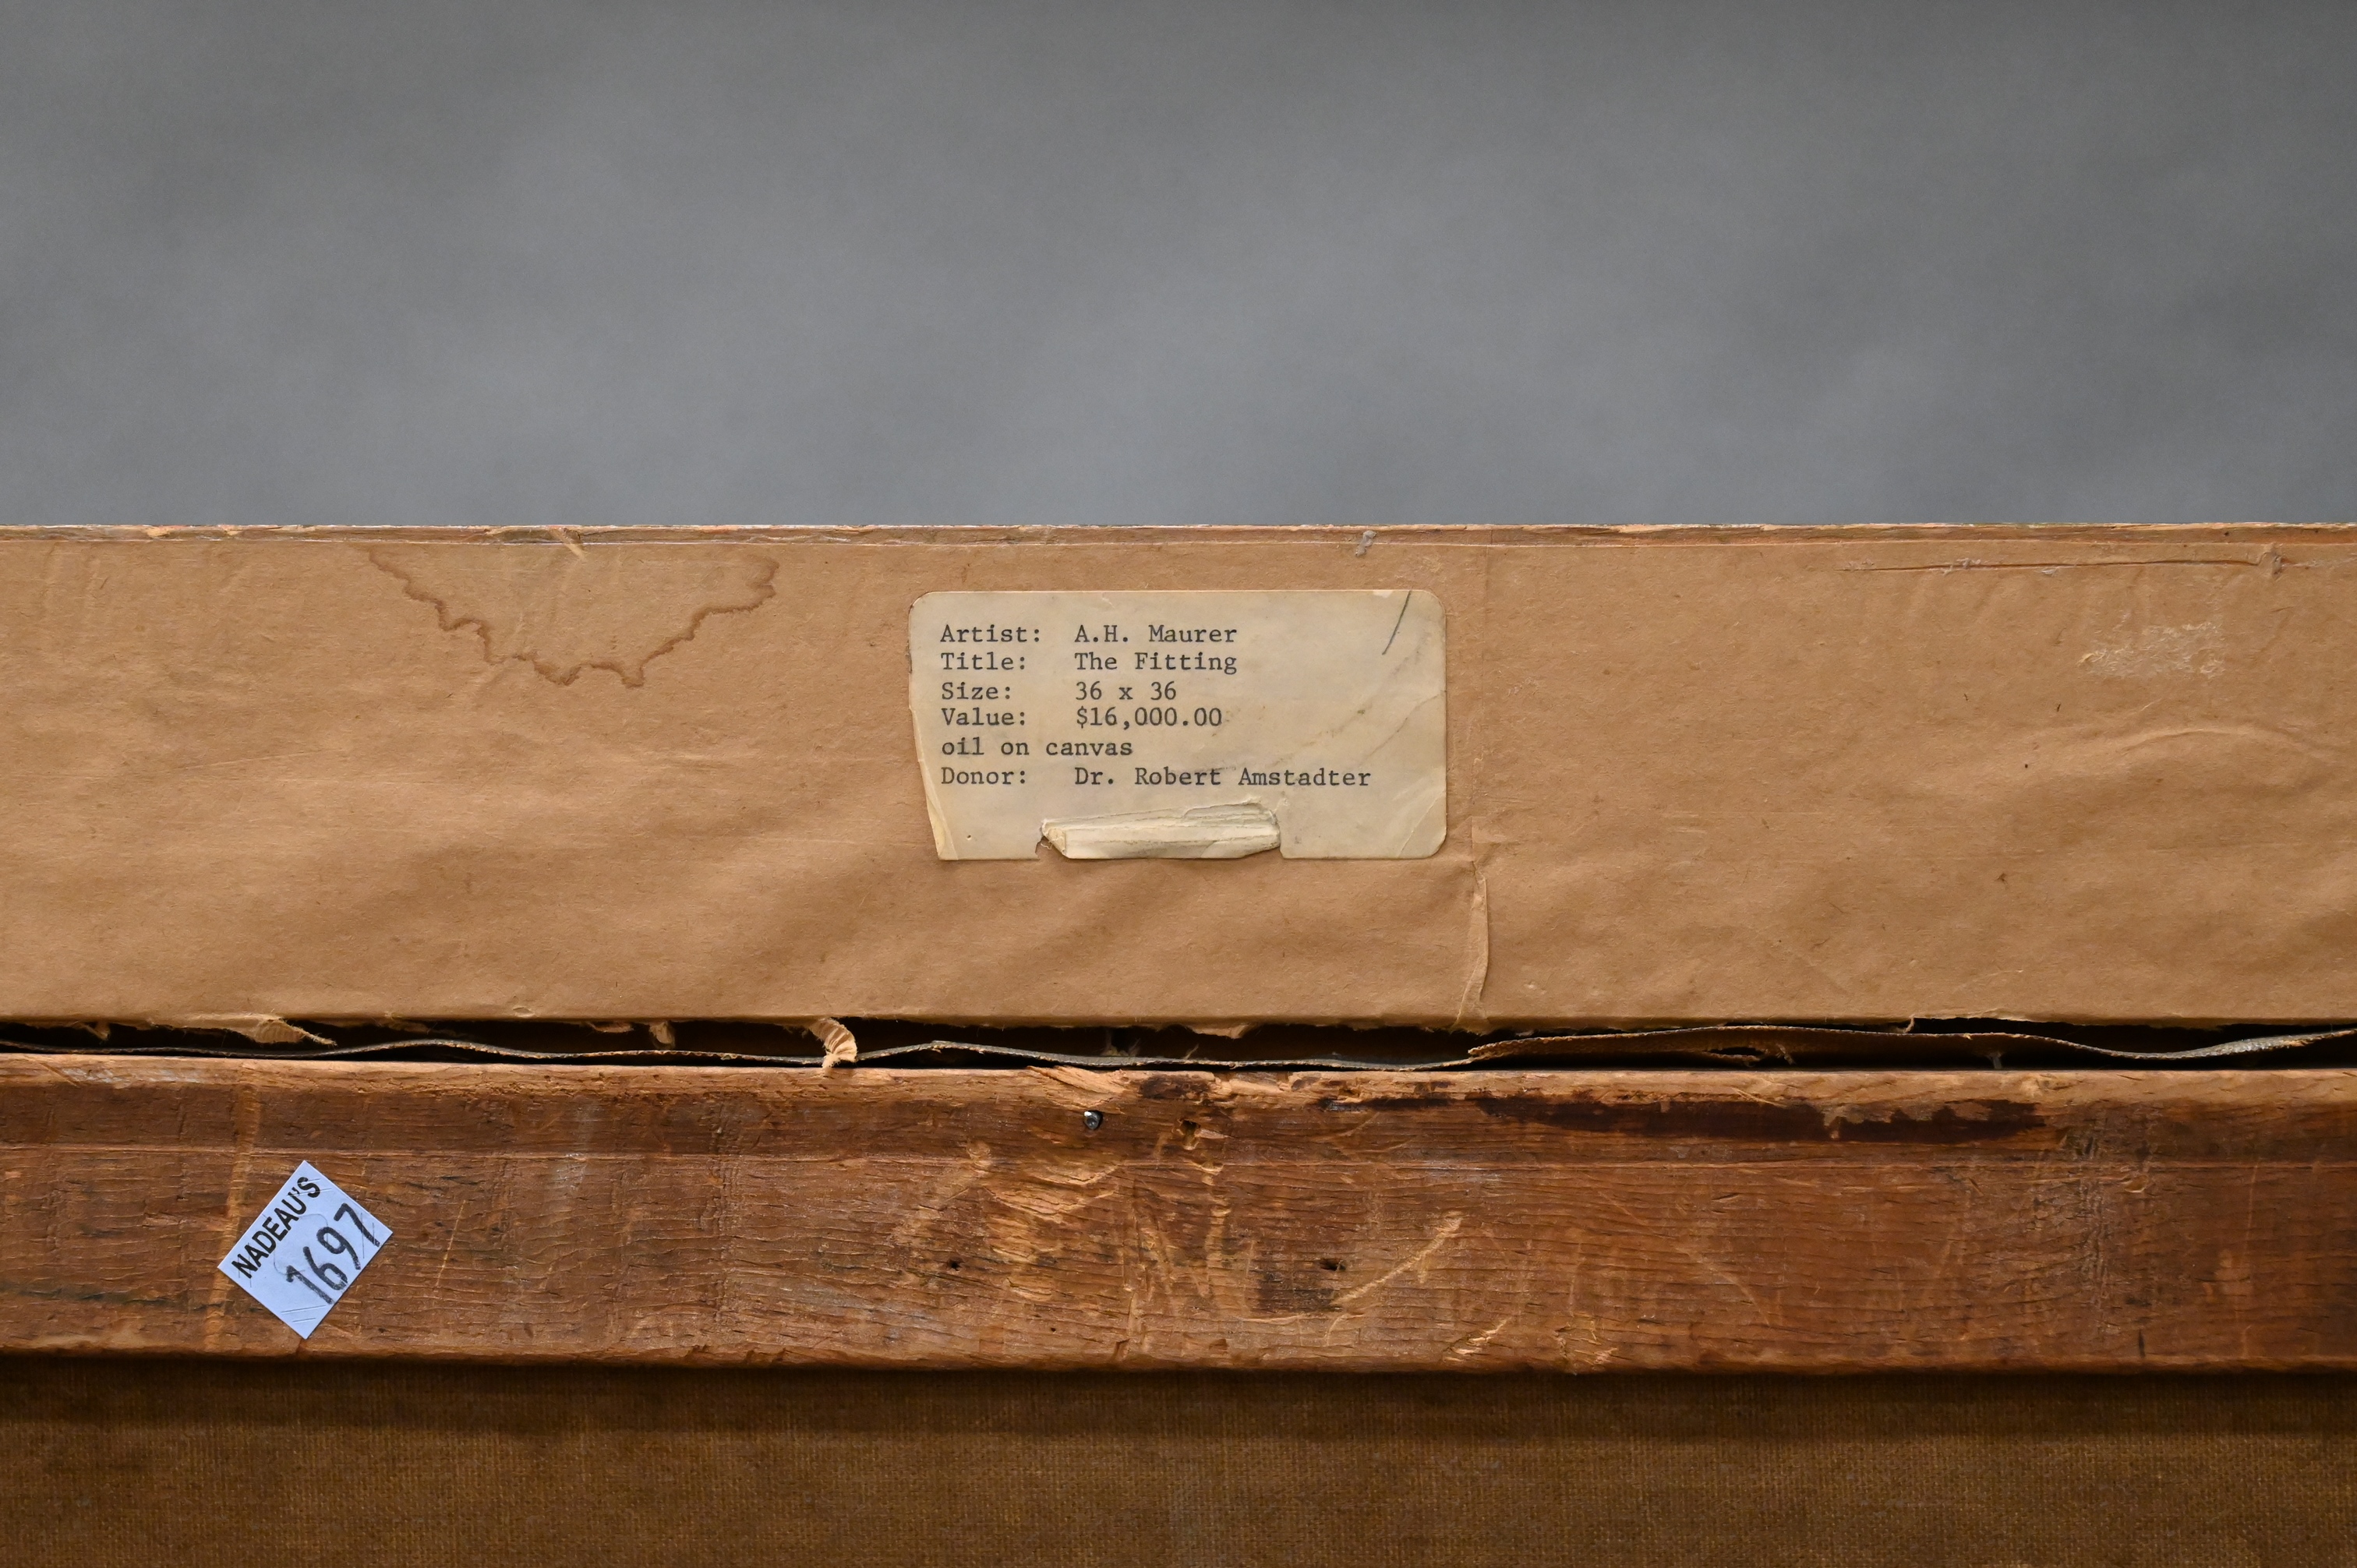 Artist: A.H. Maurer
Title: The Fitting
Size: 36 x 36
Value: $16,000.00
oil on canvas
Donor: Dr. Robert Amstadter
NADEAU'S
1697